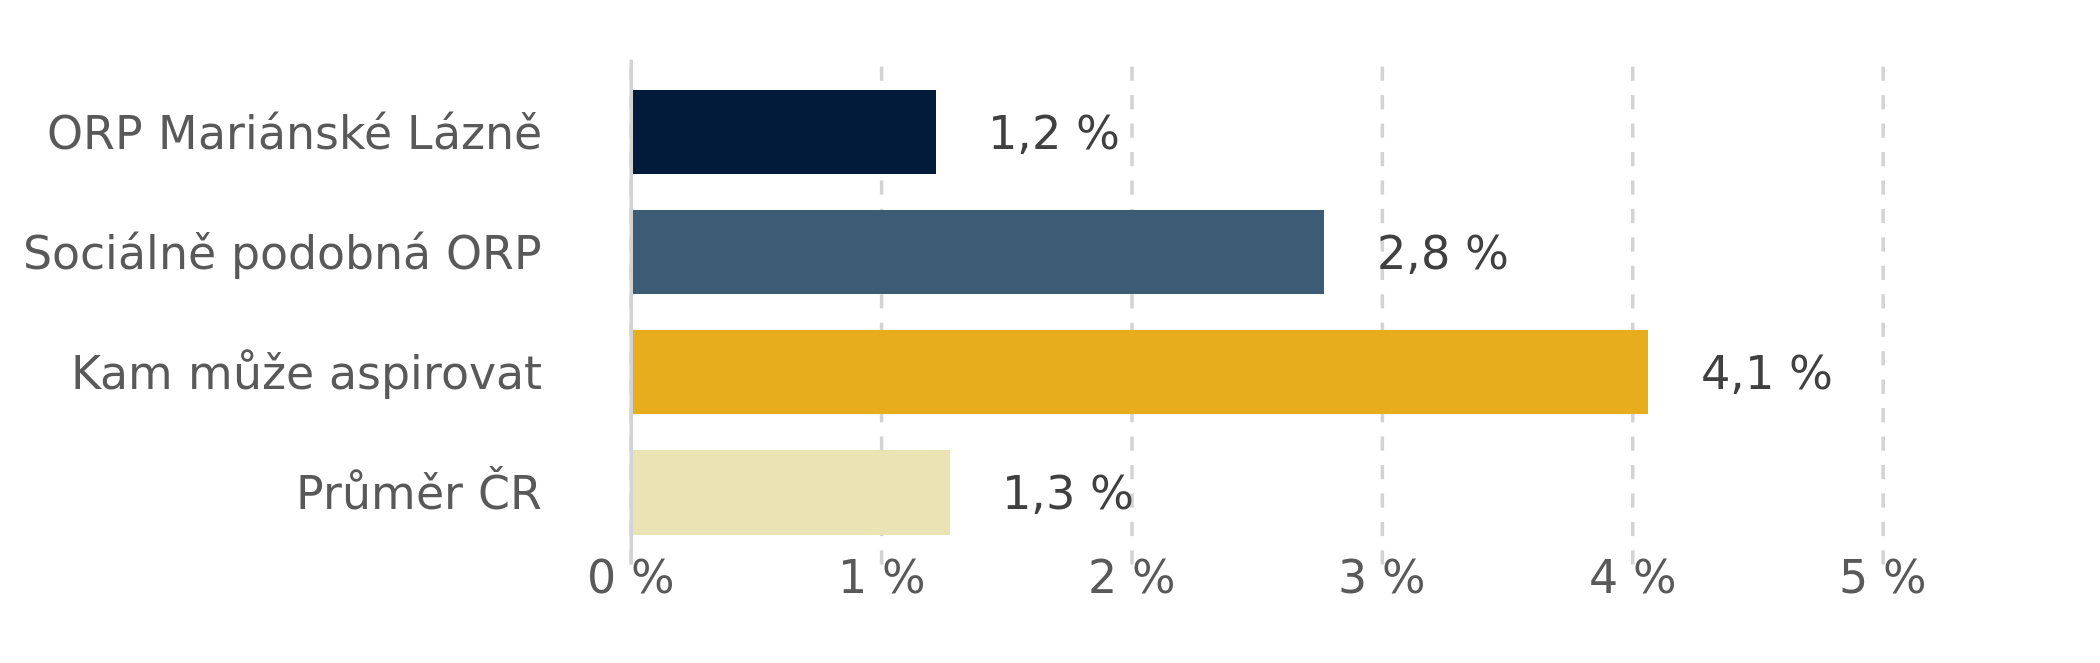 ORP Mariánské Lázně 1,2 %
Sociálně podobná ORP 2,8 %
Kam může aspirovat 4,1 %
Průměr ČR 1,3 %
0 % 1 % 2 % 3 % 4 % 5 %